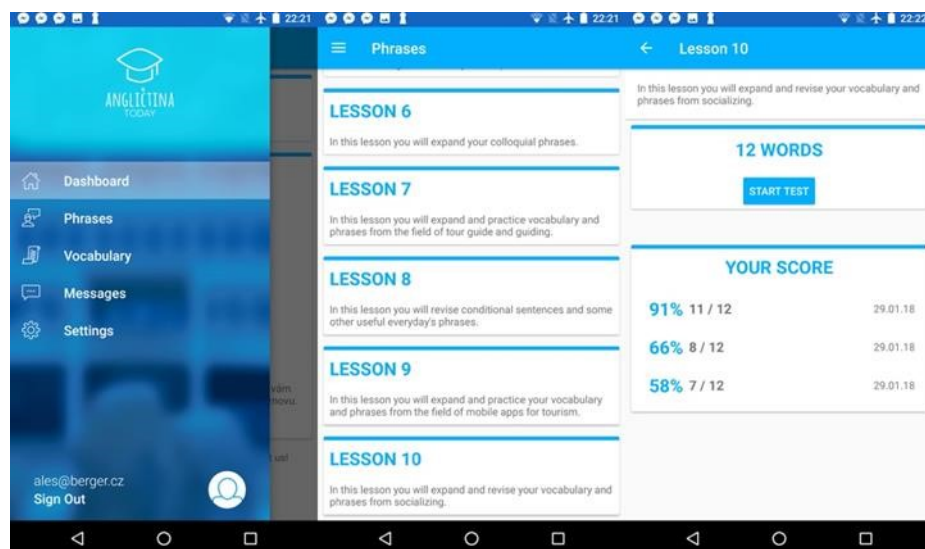 22:21
ANGLIČTINA
TODAY
Dashboard
Phrases
Vocabulary
Messages
Settings
vám
movu.
us!
ales@berger.cz
Sign Out
22:21
Phrases
LESSON 6
In this lesson you will expand your colloquial phrases.
LESSON 7
In this lesson you will expand and practice vocabulary and
phrases from the field of tour guide and guiding.
LESSON 8
In this lesson you will revise conditional sentences and some
other useful everyday's phrases.
LESSON 9
In this lesson you will expand and practice your vocabulary
and phrases from the field of mobile apps for tourism.
LESSON 10
In this lesson you will expand and revise your vocabulary and
phrases from socializing.
22:22
Lesson 10
In this lesson you will expand and revise your vocabulary and
phrases from socializing.
12 WORDS
START TEST
YOUR SCORE
91% 11 / 12 29.01.18
66% 8 / 12 29.01.18
58% 7 / 12 29.01.18